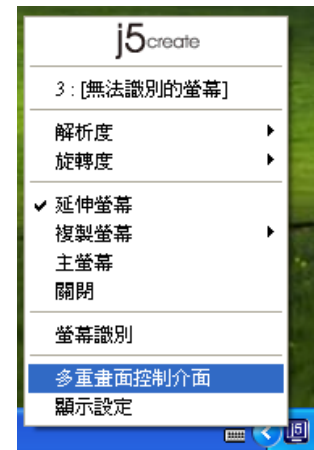 j5create
3 : [無法識別的螢幕]
解析度
旋轉度
延伸螢幕
複製螢幕
主螢幕
關閉
螢幕識別
多重畫面控制介面
顯示設定
j5